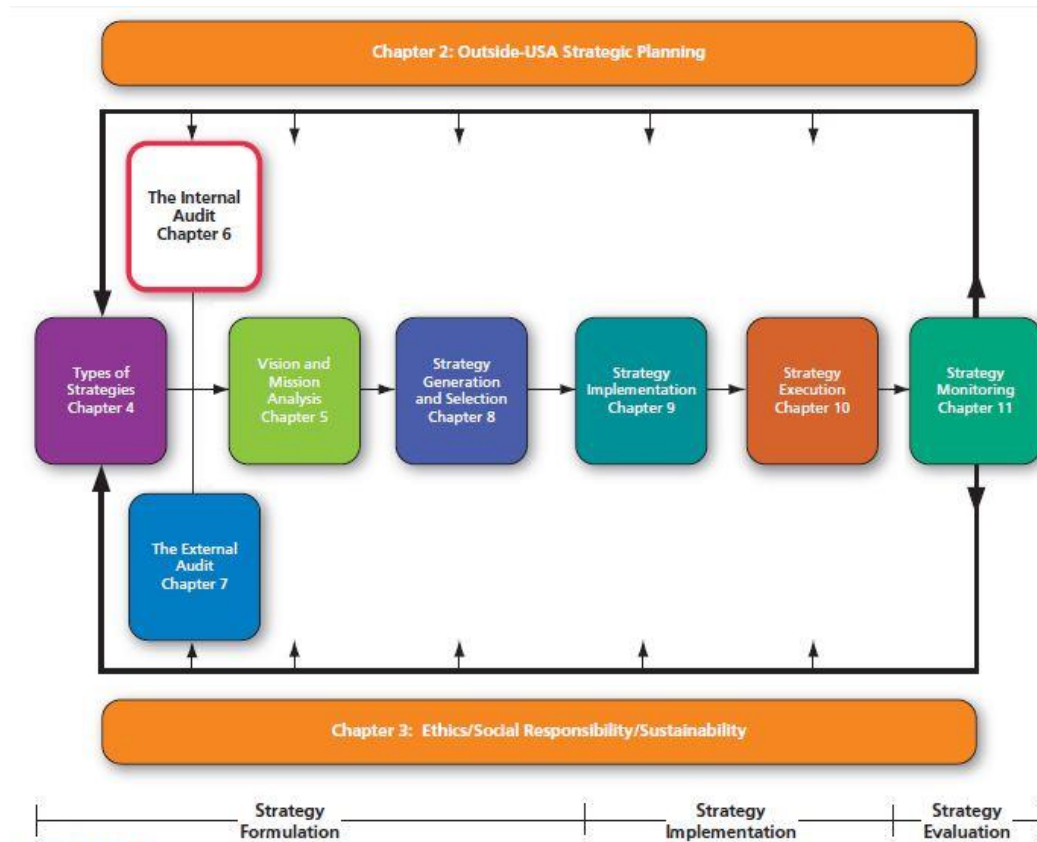 Chapter 2: Outside-USA Strategic Planning
The Internal
Audit
Chapter 6
Types of
Strategies
Chapter 4
Vision and
Mission
Analysis
Chapter 5
Strategy
Generation
and Selection
Chapter 8
Strategy
Implementation
Chapter 9
Strategy
Execution
Chapter 10
Strategy
Monitoring
Chapter 11
The External
Audit
Chapter 7
Chapter 3: Ethics/Social Responsibility/Sustainability
Strategy
Formulation
Strategy
Implementation
Strategy
Evaluation